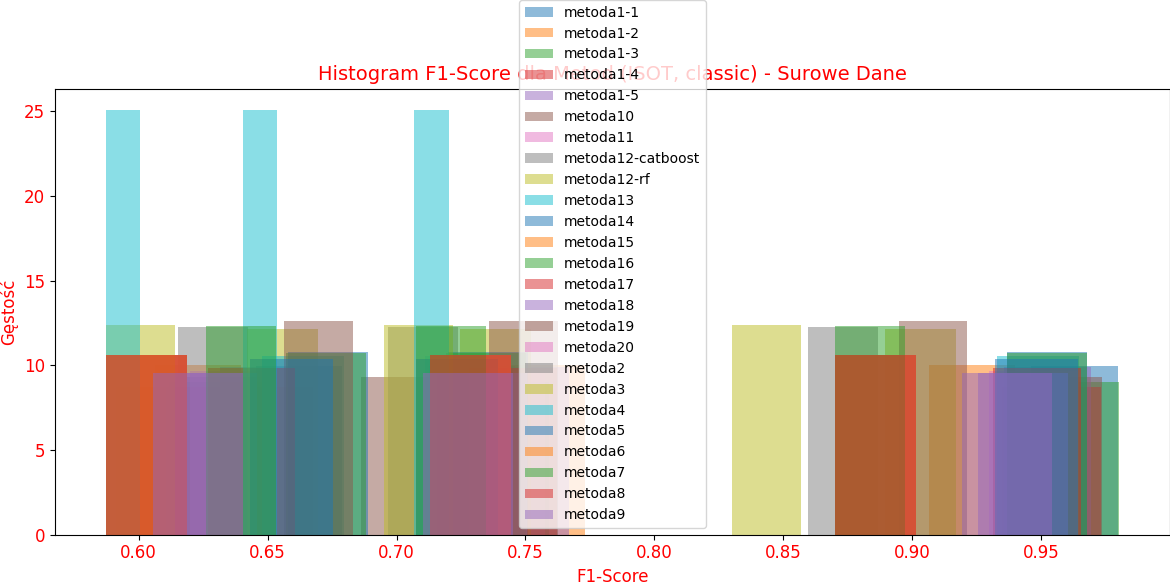 Histogram F1-Score dla Metod (ISOT, classic) - Surowe Dane
metoda1-1
metoda1-2
metoda1-3
metoda1-4
metoda1-5
metoda10
metoda11
metoda12-catboost
metoda12-rf
metoda13
metoda14
metoda15
metoda16
metoda17
metoda18
metoda19
metoda20
metoda2
metoda3
metoda4
metoda5
metoda6
metoda7
metoda8
metoda9
Gęstość
25
20
15
10
5
0
0.60 0.65 0.70 0.75 0.80 0.85 0.90 0.95
F1-Score